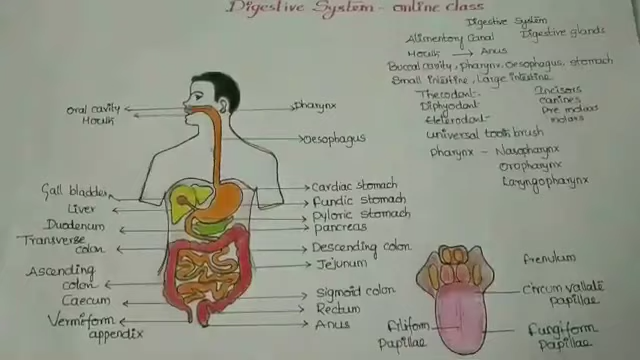 Digestive System - online class
Digestive System
Alimentary Canal Digestive glands
Mouth → Anus
Buccal cavity, pharynx, oesophagus, stomach
Small intestine, Large intestine
Thecodont- Incisors
Diphyodont- canines
Heterodont- Pre molars
molars
universal tooth brush
Pharynx - Nasopharynx
Oropharynx
Laryngopharynx
Oral cavity
Mouth
Pharynx
Oesophagus
Gall bladder
Liver
Duodenum
Transverse
colon
Ascending
colon
Caecum
Vermiform
appendix
Cardiac stomach
Fundic stomach
Pyloric stomach
pancreas
Descending colon
Jejunum
Sigmoid colon
Rectum
Anus
Frenulum
Circum vallate
papillae
Filiform
Papillae
Fungiform
Papillae